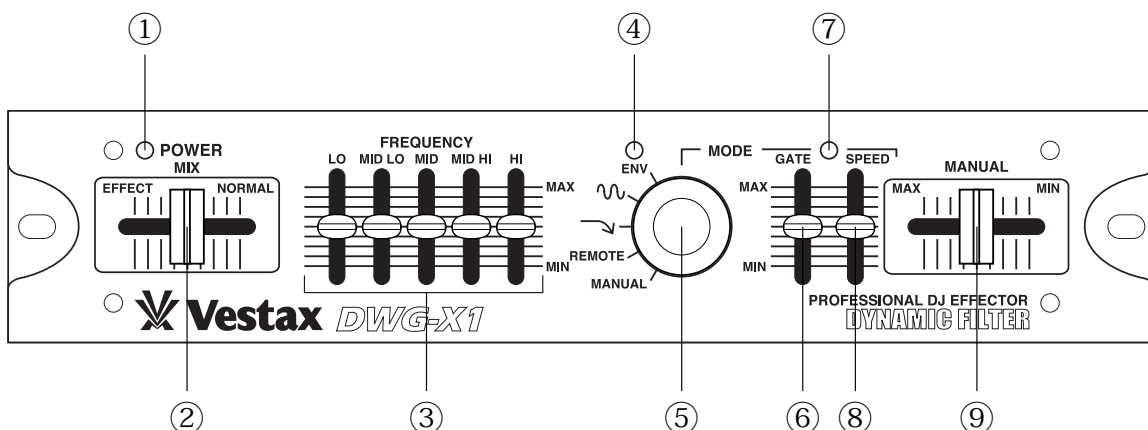 ① ④ ⑦
POWER
MIX
EFFECT NORMAL
FREQUENCY
LO MID LO MID MID HI HI
MAX
MIN
MODE
ENV
REMOTE
MANUAL
GATE SPEED
MAX
MIN
MANUAL
MAX MIN
Vestax DWG-X1
PROFESSIONAL DJ EFFECTOR
DYNAMIC FILTER
② ③ ⑤ ⑥ ⑧ ⑨